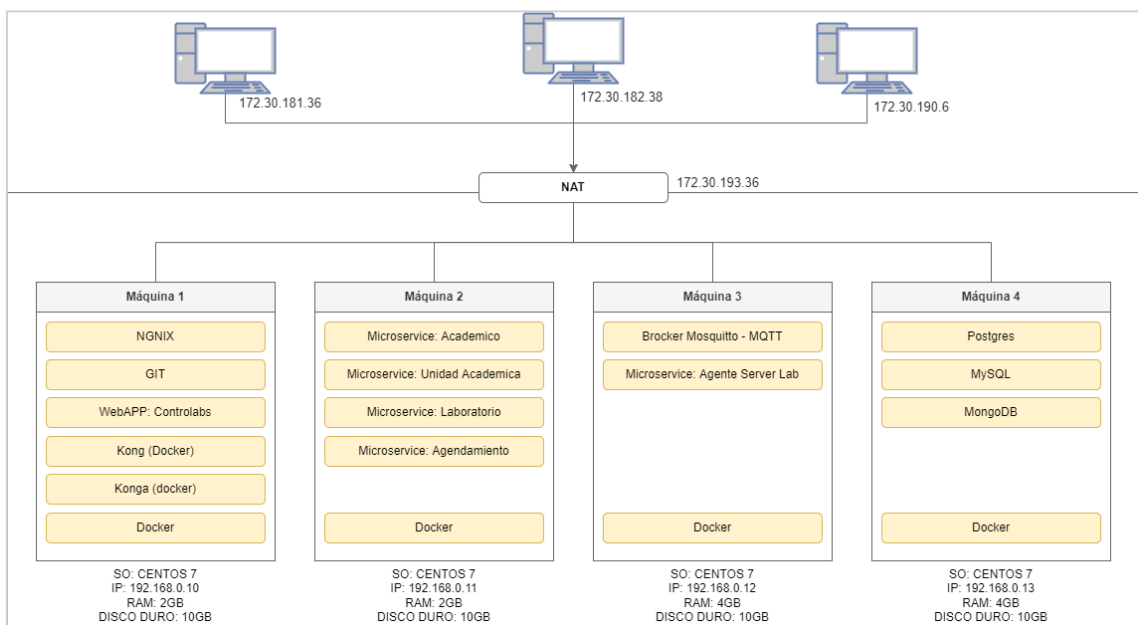 172.30.181.36
172.30.182.38
172.30.190.6
NAT
172.30.193.36
Máquina 1
NGNIX
GIT
WebAPP: Controlabs
Kong (Docker)
Konga (docker)
Docker
SO: CENTOS 7
IP: 192.168.0.10
RAM: 2GB
DISCO DURO: 10GB
Máquina 2
Microservice: Academico
Microservice: Unidad Academica
Microservice: Laboratorio
Microservice: Agendamiento
Docker
SO: CENTOS 7
IP: 192.168.0.11
RAM: 2GB
DISCO DURO: 10GB
Máquina 3
Brocker Mosquitto - MQTT
Microservice: Agente Server Lab
Docker
SO: CENTOS 7
IP: 192.168.0.12
RAM: 4GB
DISCO DURO: 10GB
Máquina 4
Postgres
MySQL
MongoDB
Docker
SO: CENTOS 7
IP: 192.168.0.13
RAM: 4GB
DISCO DURO: 10GB